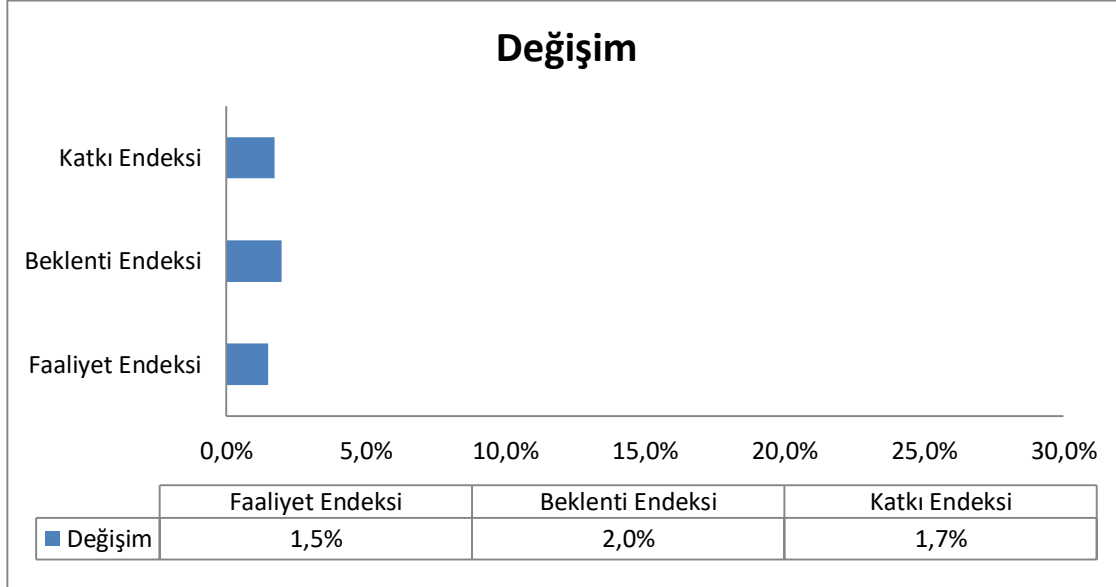 Değişim
Katkı Endeksi
Beklenti Endeksi
Faaliyet Endeksi
0,0% 5,0% 10,0% 15,0% 20,0% 25,0% 30,0%
Faaliyet Endeksi Beklenti Endeksi Katkı Endeksi
Değişim 1,5% 2,0% 1,7%